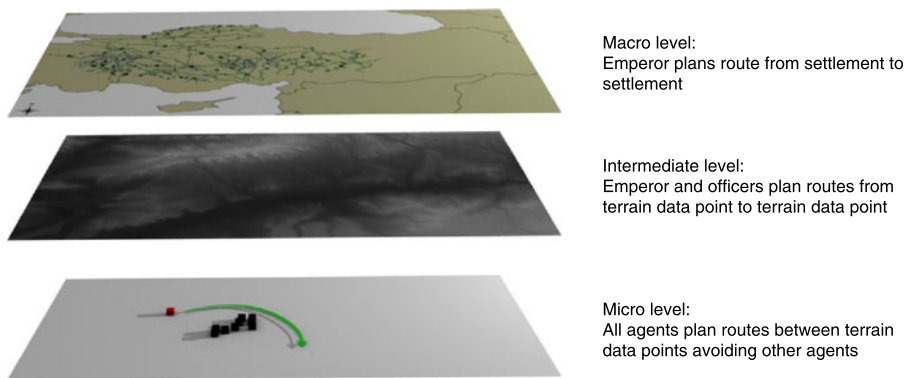 Macro level:
Emperor plans route from settlement to
settlement
Intermediate level:
Emperor and officers plan routes from
terrain data point to terrain data point
Micro level:
All agents plan routes between terrain
data points avoiding other agents